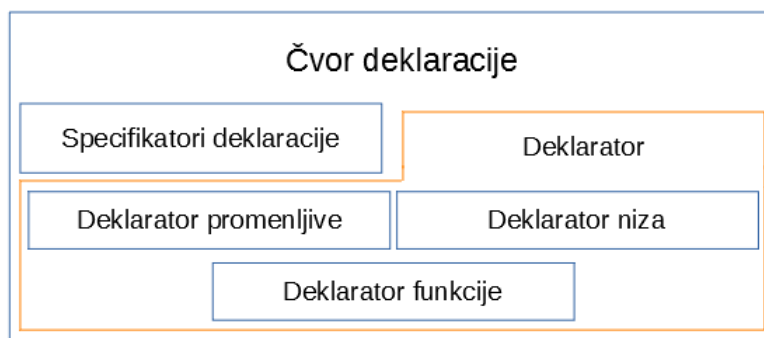 Čvor deklaracije
Specifikatori deklaracije
Deklarator
Deklarator promenljive
Deklarator niza
Deklarator funkcije